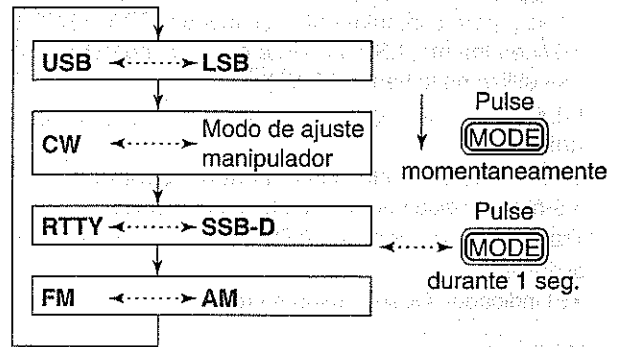 USB LSB
CW Modo de ajuste
manipulador
RTTY SSB-D
FM AM
Pulse
MODE
momentaneamente
Pulse
MODE
durante 1 seg.